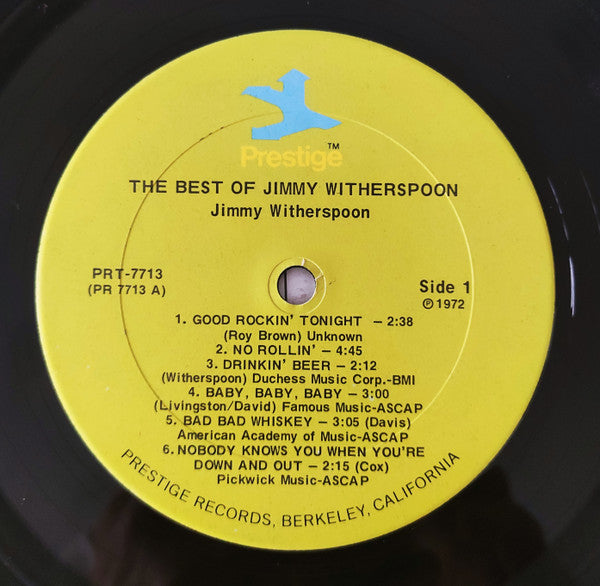 Prestige™
THE BEST OF JIMMY WITHERSPOON
Jimmy Witherspoon
PRT-7713
(PR 7713 A)
Side 1
℗ 1972
1. GOOD ROCKIN' TONIGHT – 2:38
(Roy Brown) Unknown
2. NO ROLLIN' – 4:45
3. DRINKIN' BEER – 2:12
(Witherspoon) Duchess Music Corp.-BMI
4. BABY, BABY, BABY – 3:00
(Livingston/David) Famous Music-ASCAP
5. BAD BAD WHISKEY – 3:05 (Davis)
American Academy of Music-ASCAP
6. NOBODY KNOWS YOU WHEN YOU'RE
DOWN AND OUT – 2:15 (Cox)
Pickwick Music-ASCAP
PRESTIGE RECORDS, BERKELEY, CALIFORNIA